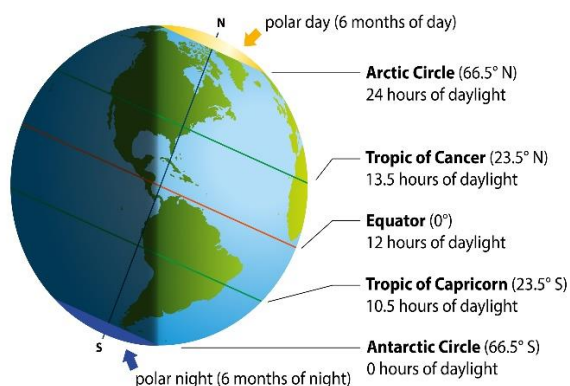 N
polar day (6 months of day)
Arctic Circle (66.5° N)
24 hours of daylight
Tropic of Cancer (23.5° N)
13.5 hours of daylight
Equator (0°)
12 hours of daylight
Tropic of Capricorn (23.5° S)
10.5 hours of daylight
Antarctic Circle (66.5° S)
0 hours of daylight
S
polar night (6 months of night)